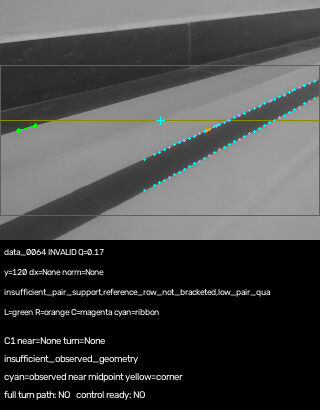 data_0064 INVALID Q=0.17
y=120 dx=None norm=None
insufficient_pair_support,reference_row_not_bracketed,low_pair_qua
L=green R=orange C=magenta cyan=ribbon
C1 near=None turn=None
insufficient_observed_geometry
cyan=observed near midpoint yellow=corner
full turn path: NO control ready: NO